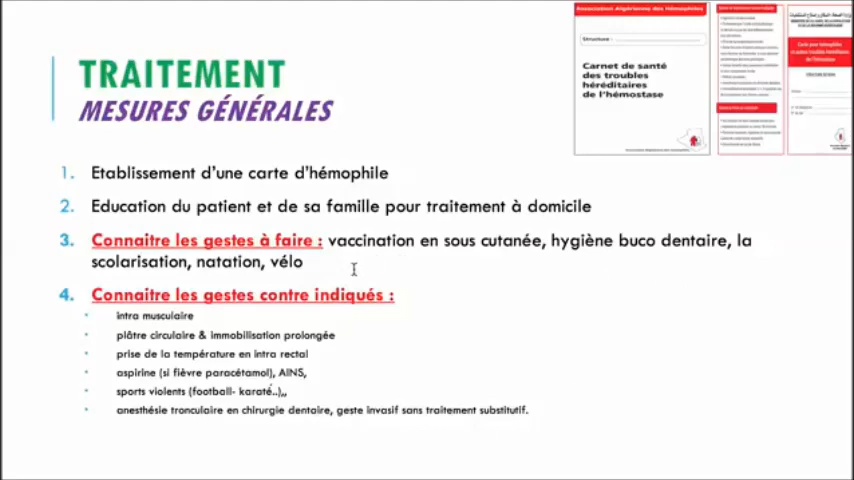 Association Algérienne des Hémophiles
Structure :
Carnet de santé
des troubles
héréditaires
de l'hémostase
TRAITEMENT
MESURES GÉNÉRALES
1. Etablissement d'une carte d'hémophile
2. Education du patient et de sa famille pour traitement à domicile
3. Connaitre les gestes à faire : vaccination en sous cutanée, hygiène buco dentaire, la
scolarisation, natation, vélo
4. Connaitre les gestes contre indiqués :
• intra musculaire
• plâtre circulaire & immobilisation prolongée
• prise de la température en intra rectal
• aspirine (si fièvre paracétamol), AINS,
• sports violents (football- karaté..),,
• anesthésie tronculaire en chirurgie dentaire, geste invasif sans traitement substitutif.